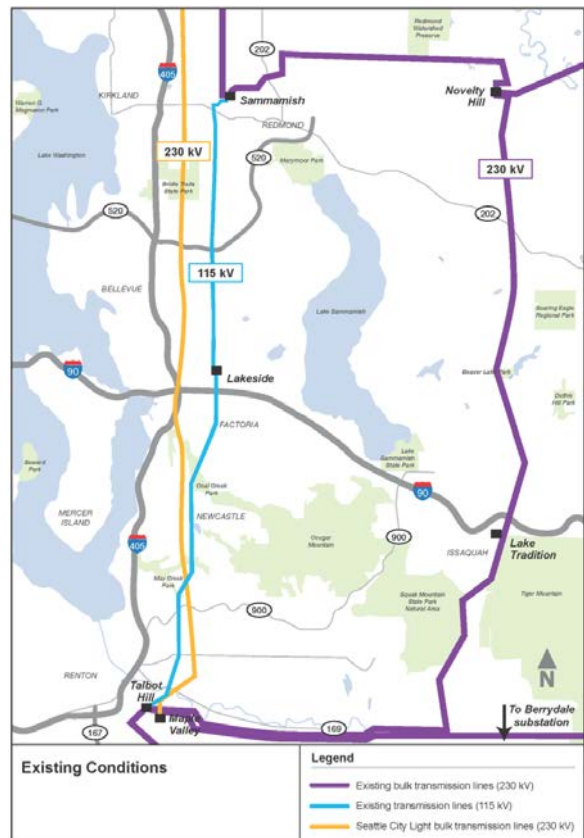 202
Redmond
Watershed
Preserve
405
KIRKLAND
Sammamish
Novelty
Hill
REDMOND
Lake Washington
230 kV
520
Marymoor Park
Bridle Trails
State Park
230 kV
520
202
BELLEVUE
115 kV
Lake Sammamish
Soaring Eagle
Regional Park
90
Lakeside
Beaver Lake Park
FACTORIA
Lake
Sammamish
State Park
Seward Park
Coal Creek
Park
90
MERCER
ISLAND
NEWCASTLE
Cougar
Mountain
900
405
ISSAQUAH
Lake
Tradition
May Creek
Park
Squak Mountain
State Park
Natural Area
Tiger Mountain
900
N
RENTON
Talbot
Hill
Maple
Valley
To Berrydale
substation
169
167
Existing Conditions
Legend
Existing bulk transmission lines (230 kV)
Existing transmission lines (115 kV)
Seattle City Light bulk transmission lines (230 kV)